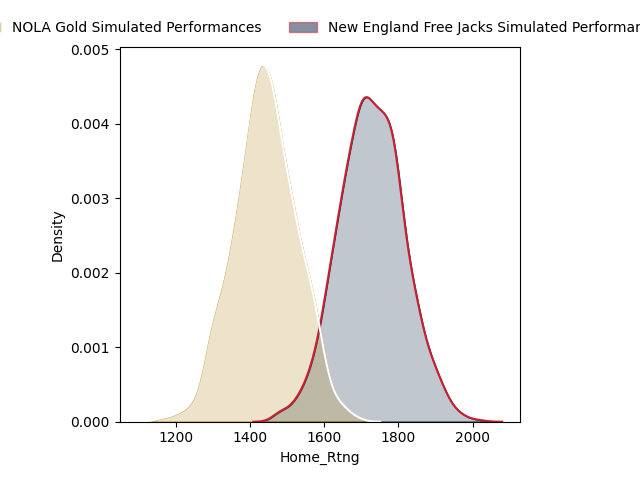 NOLA Gold Simulated Performances
New England Free Jacks Simulated Performan
0.005
0.004
0.003
0.002
0.001
0.000
Density
1200 1400 1600 1800 2000
Home_Rtng